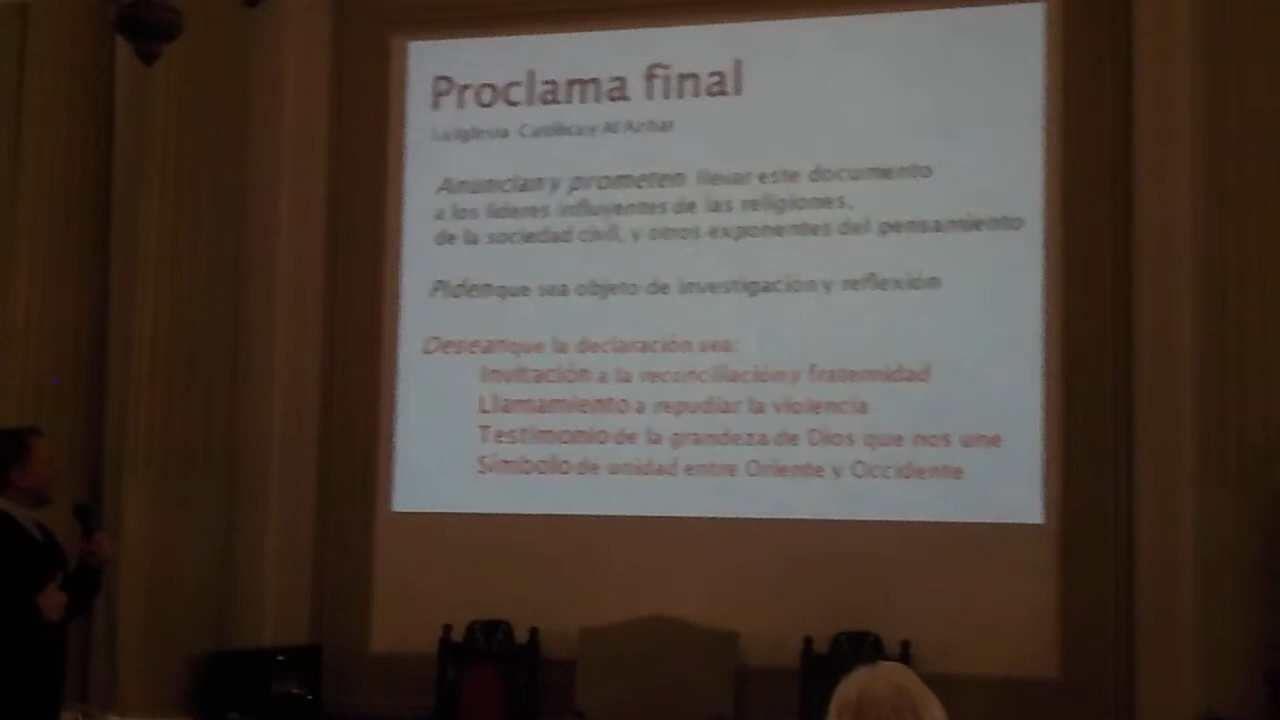 Proclama final
La Iglesia Católica y Al Azhar
Anuncian y prometen llevar este documento
a los líderes influyentes de las religiones,
de la sociedad civil, y otros exponentes del pensamiento
Piden que sea objeto de investigación y reflexión
Desean que la declaración sea:
Invitación a la reconciliación y fraternidad
Llamamiento a repudiar la violencia
Testimonio de la grandeza de Dios que nos une
Símbolo de unidad entre Oriente y Occidente